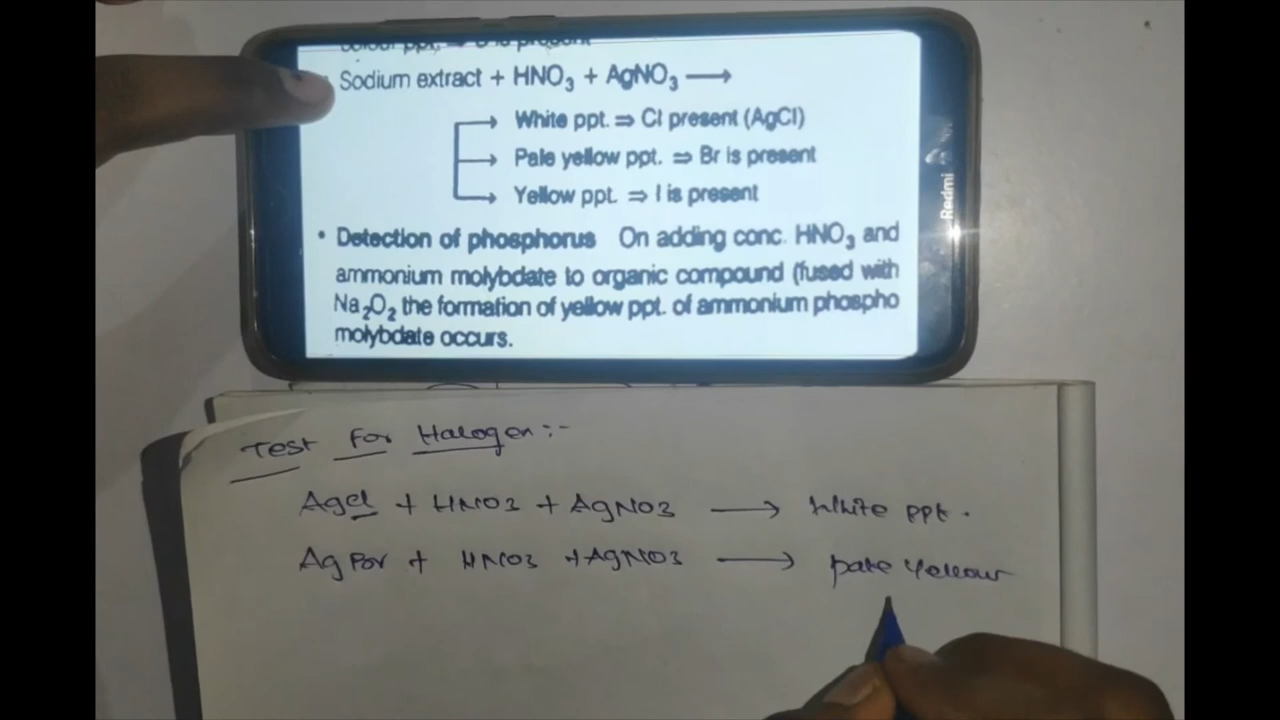 Sodium extract + HNO₃ + AgNO₃ ⟶
White ppt. ⇒ Cl present (AgCl)
Pale yellow ppt. ⇒ Br is present
Yellow ppt. ⇒ I is present
• Detection of phosphorus On adding conc. HNO₃ and
ammonium molybdate to organic compound (fused with
Na₂O₂ the formation of yellow ppt. of ammonium phospho
molybdate occurs.
Redmi
Test For Halogen:-
Agcl + HNO3 + AgNO3 ⟶ White ppt.
AgBr + HNO3 + AgNO3 ⟶ pale yellow